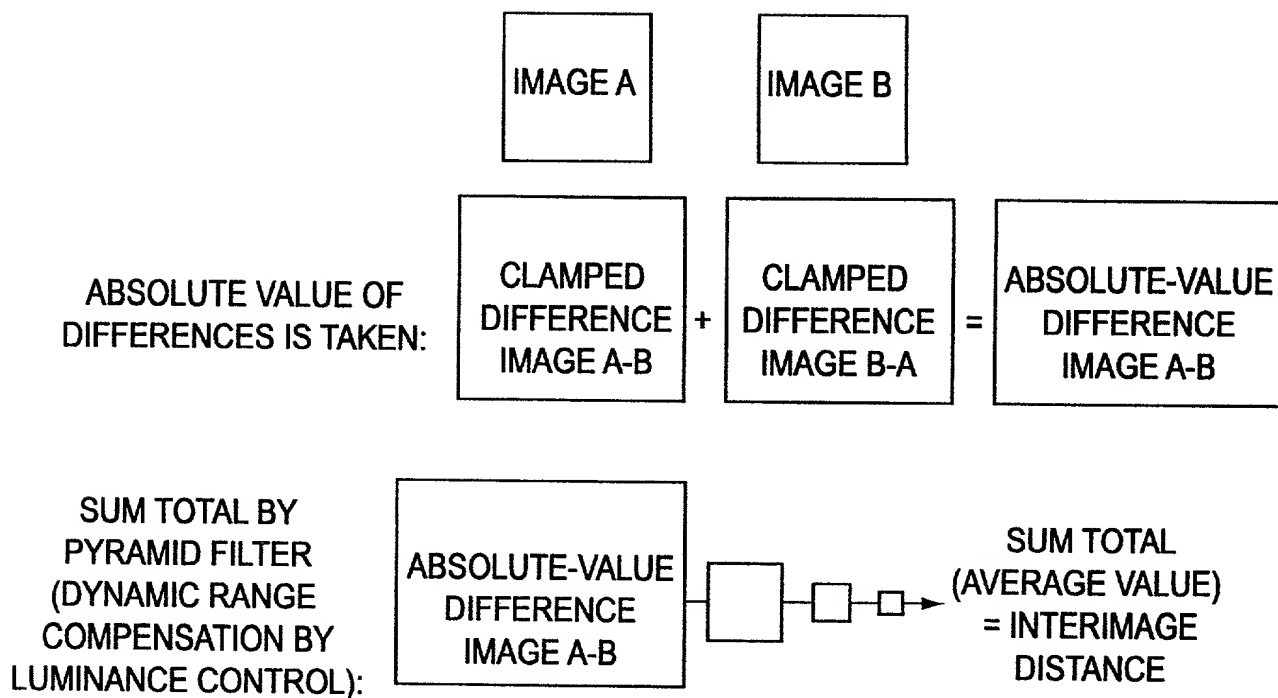 IMAGE A
IMAGE B
ABSOLUTE VALUE OF
DIFFERENCES IS TAKEN:
CLAMPED
DIFFERENCE
IMAGE A-B
+
CLAMPED
DIFFERENCE
IMAGE B-A
=
ABSOLUTE-VALUE
DIFFERENCE
IMAGE A-B
SUM TOTAL BY
PYRAMID FILTER
(DYNAMIC RANGE
COMPENSATION BY
LUMINANCE CONTROL):
ABSOLUTE-VALUE
DIFFERENCE
IMAGE A-B
SUM TOTAL
(AVERAGE VALUE)
= INTERIMAGE
DISTANCE